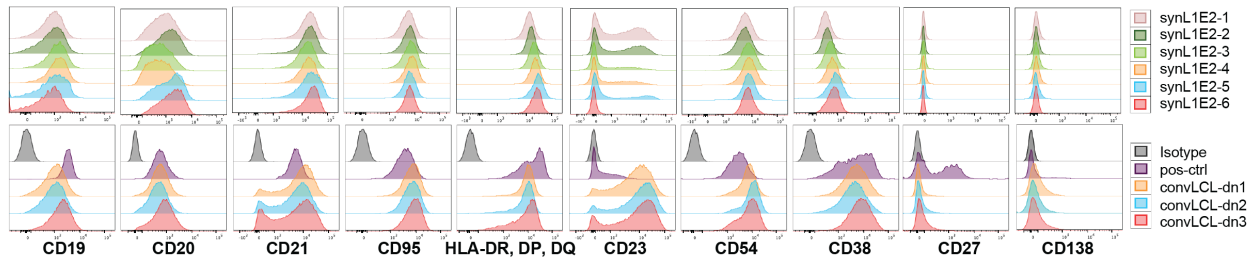 synL1E2-1
synL1E2-2
synL1E2-3
synL1E2-4
synL1E2-5
synL1E2-6
Isotype
pos-ctrl
convLCL-dn1
convLCL-dn2
convLCL-dn3
CD19 CD20 CD21 CD95 HLA-DR, DP, DQ CD23 CD54 CD38 CD27 CD138